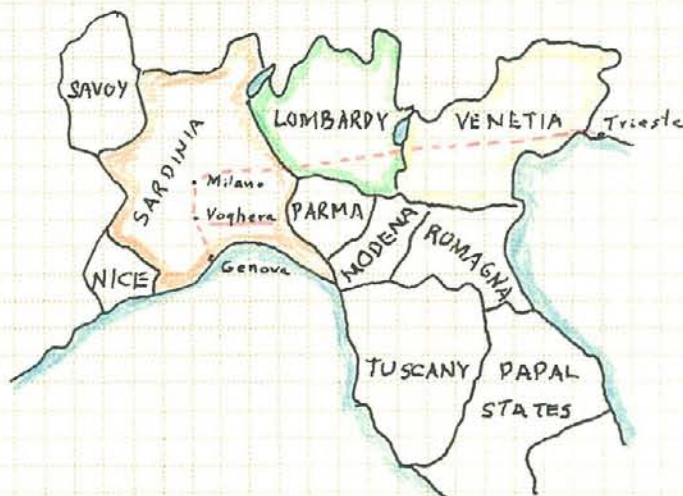 SAVOY
SARDINIA
LOMBARDY
VENETIA
Trieste
Milano
Voghera
PARMA
MODENA
ROMAGNA
NICE
Genova
TUSCANY
PAPAL
STATES